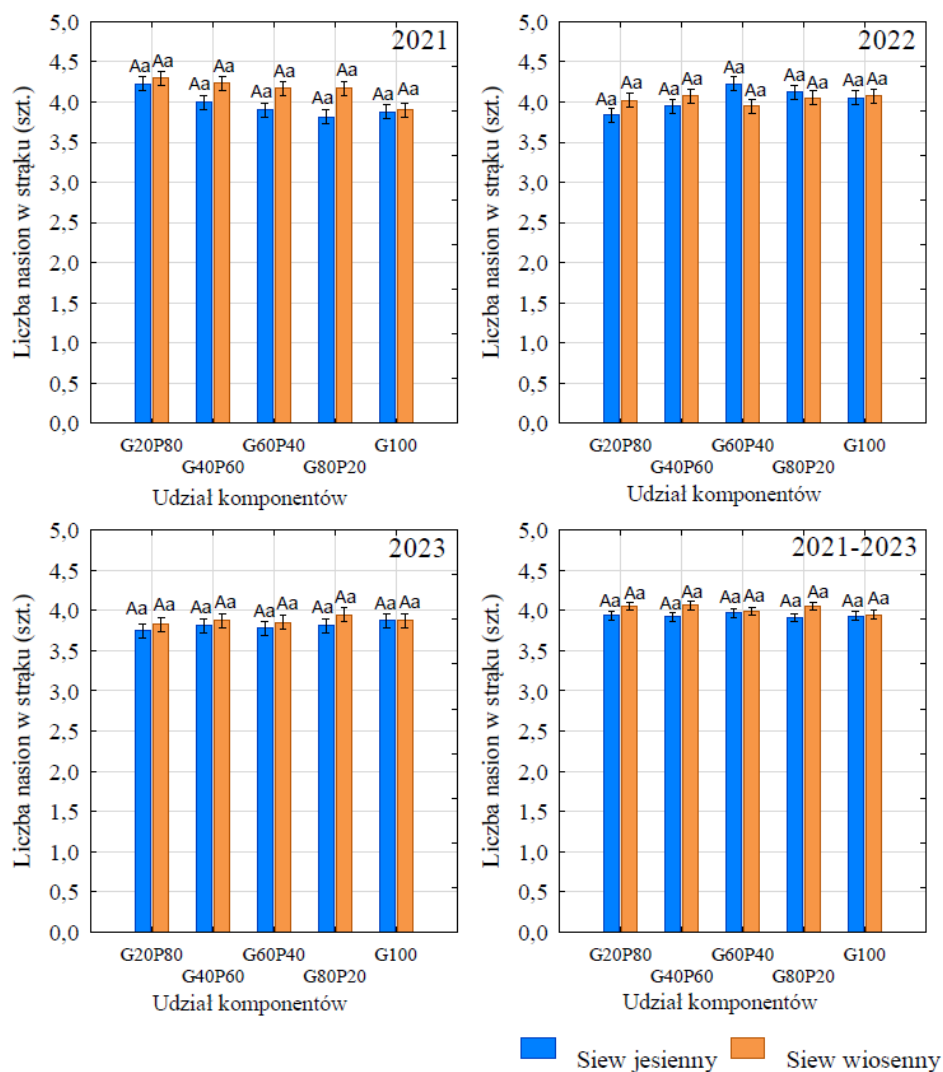 2021
5,0
4,5
4,0
3,5
3,0
2,5
2,0
1,5
1,0
0,5
0,0
Liczba nasion w strąku (szt.)
Aa Aa Aa Aa Aa Aa Aa Aa Aa Aa
G20P80 G60P40 G100
G40P60 G80P20
Udział komponentów
2022
5,0
4,5
4,0
3,5
3,0
2,5
2,0
1,5
1,0
0,5
0,0
Liczba nasion w strąku (szt.)
Aa Aa Aa Aa Aa Aa Aa Aa Aa Aa
G20P80 G60P40 G100
G40P60 G80P20
Udział komponentów
2023
5,0
4,5
4,0
3,5
3,0
2,5
2,0
1,5
1,0
0,5
0,0
Liczba nasion w strąku (szt.)
Aa Aa Aa Aa Aa Aa Aa Aa Aa Aa
G20P80 G60P40 G100
G40P60 G80P20
Udział komponentów
2021-2023
5,0
4,5
4,0
3,5
3,0
2,5
2,0
1,5
1,0
0,5
0,0
Liczba nasion w strąku (szt.)
Aa Aa Aa Aa Aa Aa Aa Aa Aa Aa
G20P80 G60P40 G100
G40P60 G80P20
Udział komponentów
Siew jesienny Siew wiosenny